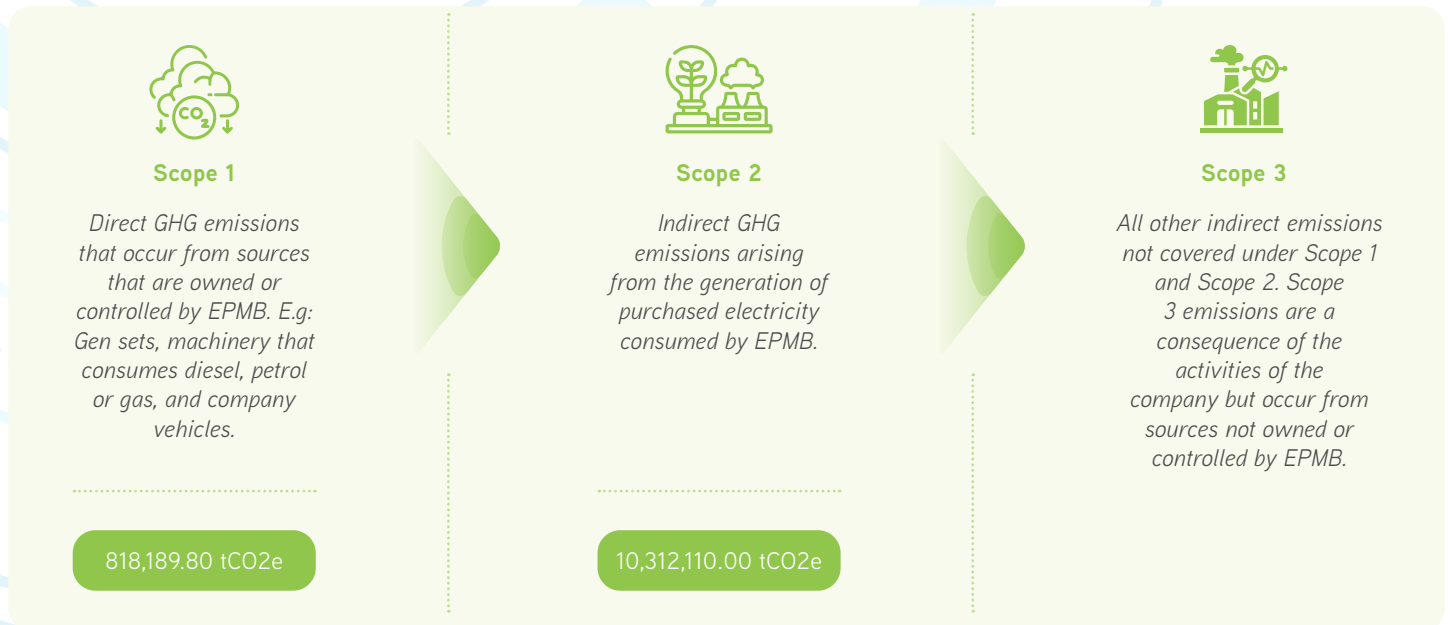 CO2
Scope 1
Direct GHG emissions
that occur from sources
that are owned or
controlled by EPMB. E.g:
Gen sets, machinery that
consumes diesel, petrol
or gas, and company
vehicles.
818,189.80 tCO2e
Scope 2
Indirect GHG
emissions arising
from the generation of
purchased electricity
consumed by EPMB.
10,312,110.00 tCO2e
Scope 3
All other indirect emissions
not covered under Scope 1
and Scope 2. Scope
3 emissions are a
consequence of the
activities of the
company but occur from
sources not owned or
controlled by EPMB.